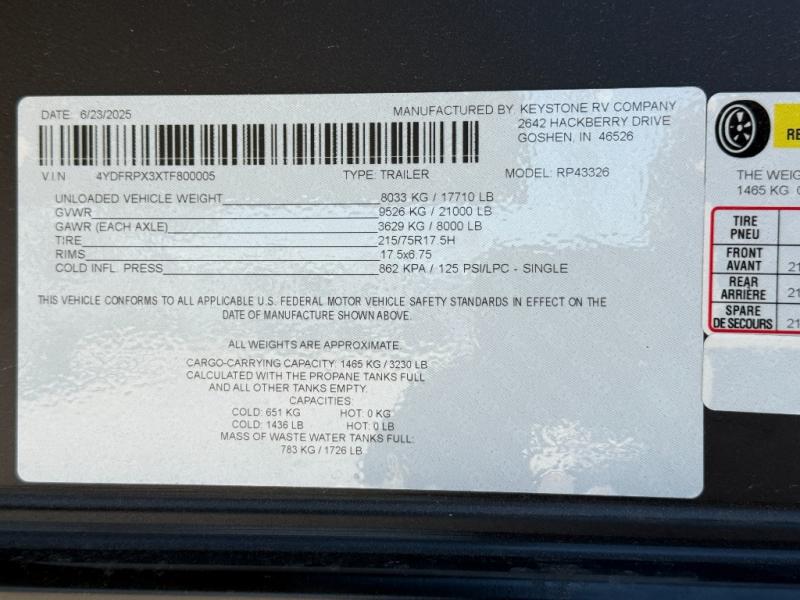 DATE: 6/23/2025
MANUFACTURED BY: KEYSTONE RV COMPANY
2642 HACKBERRY DRIVE
GOSHEN, IN 46526
V.I.N 4YDFRPX3XTF800005 TYPE: TRAILER MODEL: RP43326
UNLOADED VEHICLE WEIGHT 8033 KG / 17710 LB
GVWR 9526 KG / 21000 LB
GAWR (EACH AXLE) 3629 KG / 8000 LB
TIRE 215/75R17.5H
RIMS 17.5x6.75
COLD INFL. PRESS 862 KPA / 125 PSI/LPC - SINGLE
THIS VEHICLE CONFORMS TO ALL APPLICABLE U.S. FEDERAL MOTOR VEHICLE SAFETY STANDARDS IN EFFECT ON THE
DATE OF MANUFACTURE SHOWN ABOVE.
ALL WEIGHTS ARE APPROXIMATE.
CARGO-CARRYING CAPACITY: 1465 KG / 3230 LB
CALCULATED WITH THE PROPANE TANKS FULL
AND ALL OTHER TANKS EMPTY.
CAPACITIES:
COLD: 651 KG HOT: 0 KG
COLD: 1436 LB HOT: 0 LB
MASS OF WASTE WATER TANKS FULL:
783 KG / 1726 LB
THE
1465 KG
TIRE
PNEU
FRONT
AVANT
REAR
ARRIÈRE
SPARE
DE SECOURS